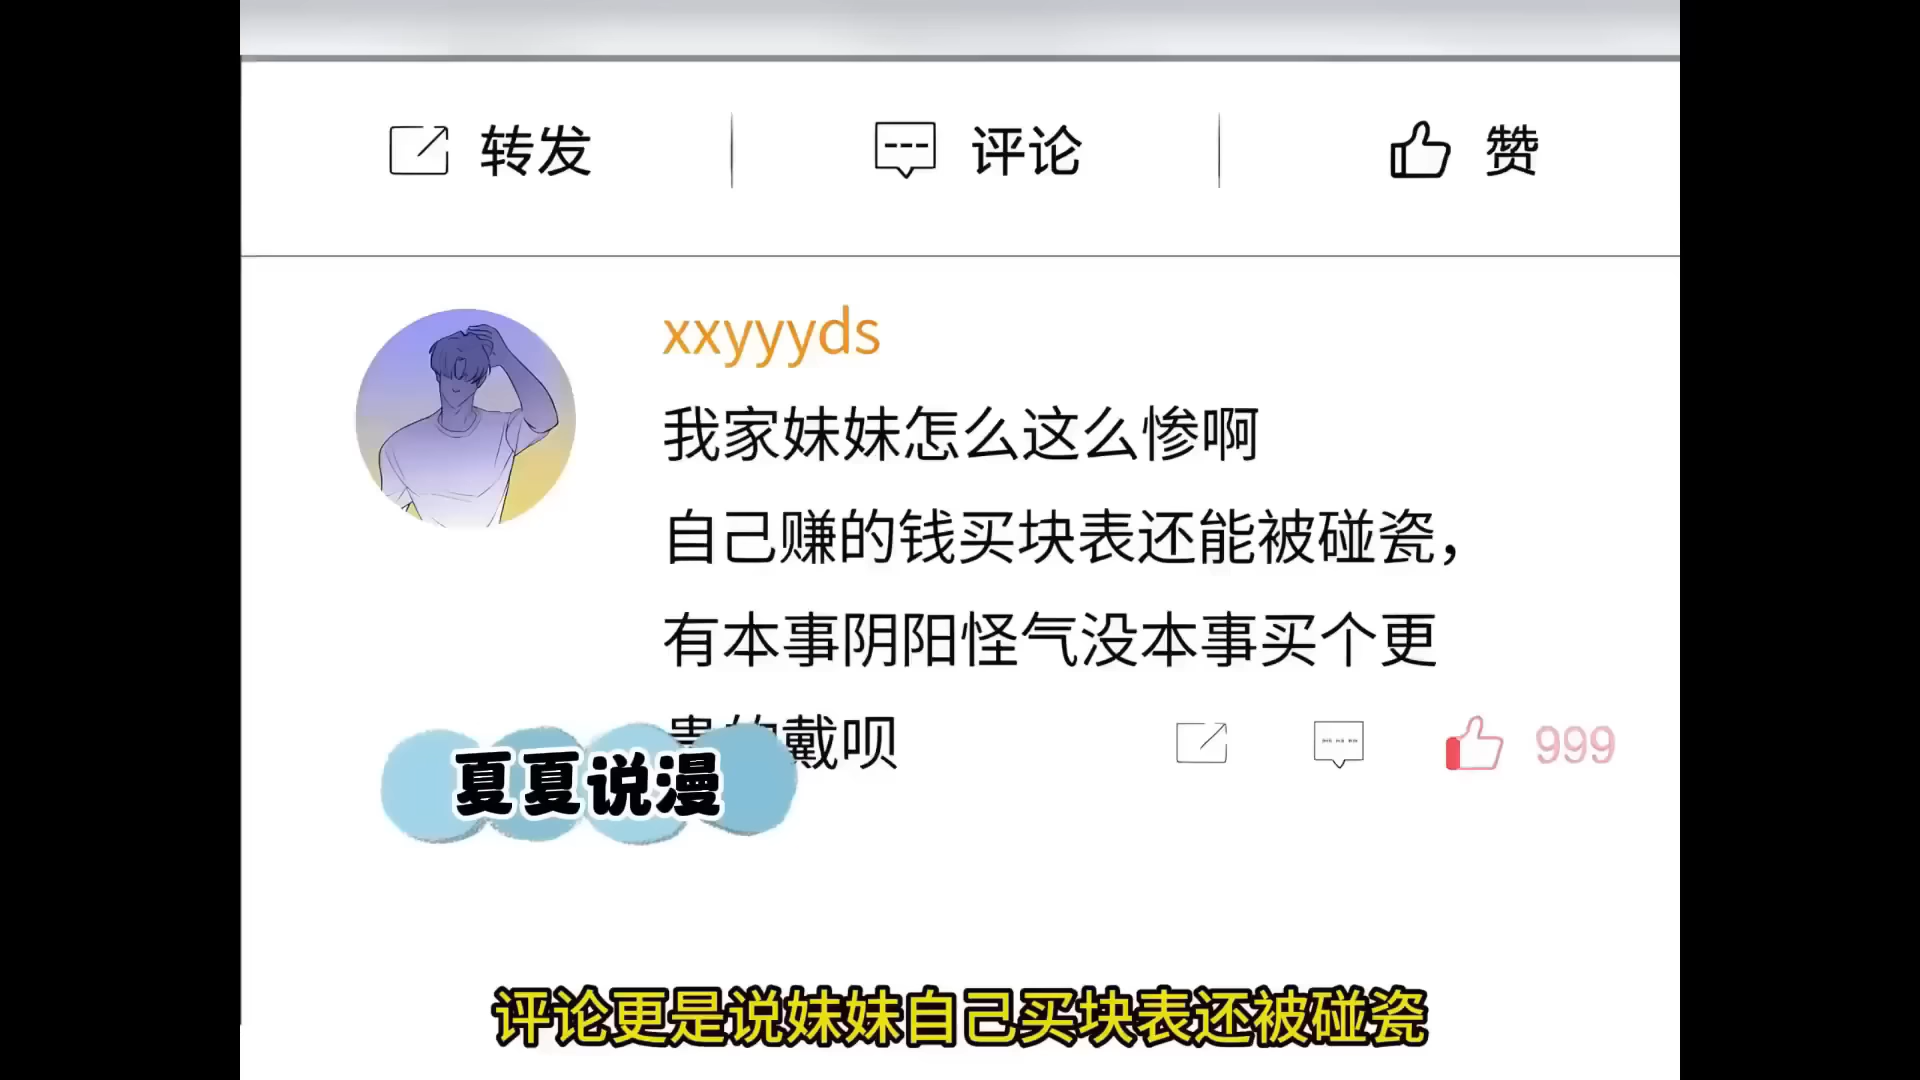 转发
评论
赞
xxyyyds
我家妹妹怎么这么惨啊
自己赚的钱买块表还能被碰瓷，
有本事阴阳怪气没本事买个更
贵的戴呗
999
夏夏说漫
评论更是说妹妹自己买块表还被碰瓷